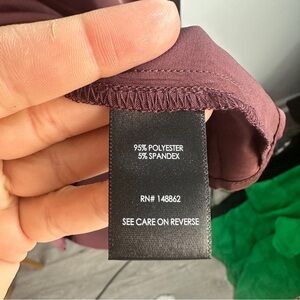 95% POLYESTER
5% SPANDEX
RN# 148862
SEE CARE ON REVERSE